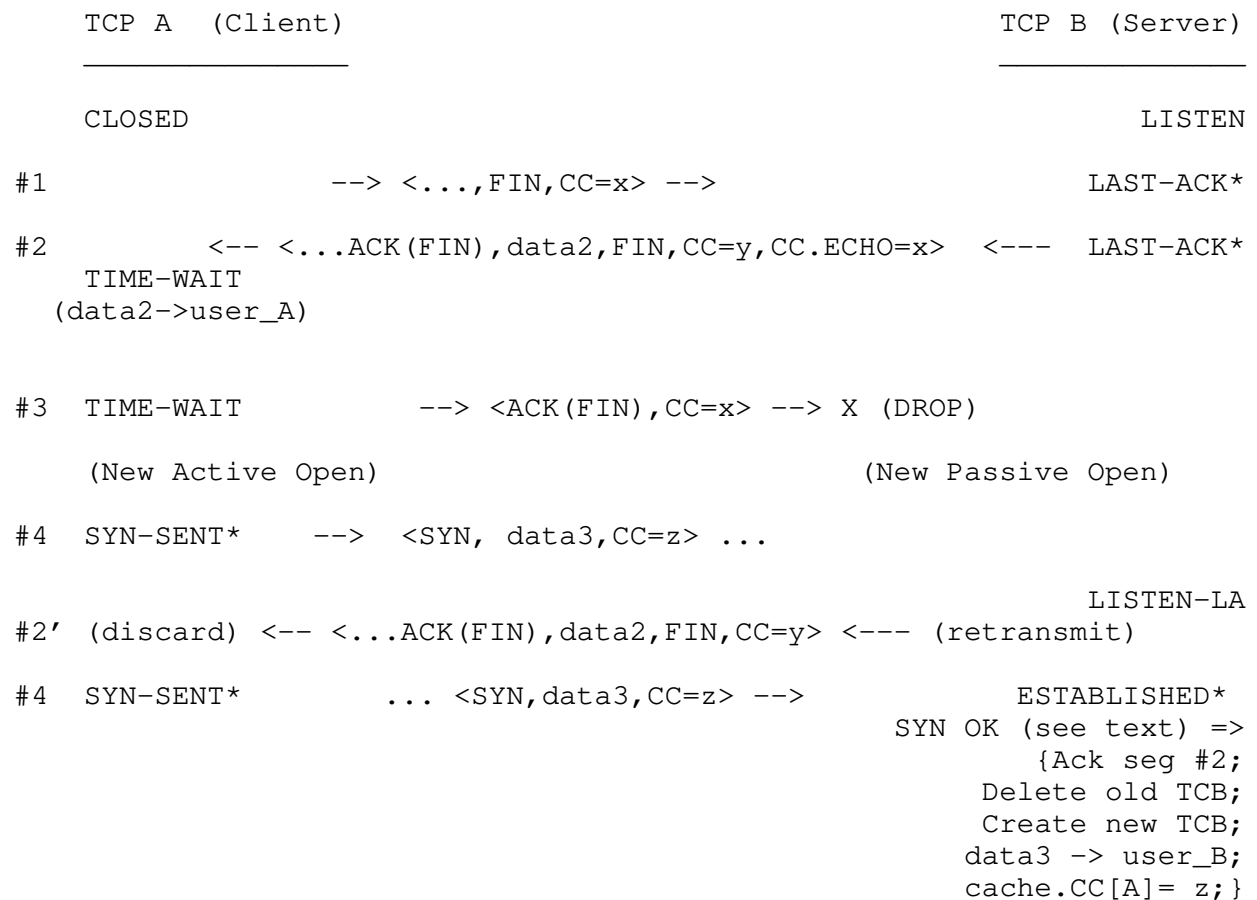 TCP A (Client) TCP B (Server)
_______________ ______________
CLOSED LISTEN
#1 --> <...,FIN,CC=x> --> LAST-ACK*
#2 <-- <...ACK(FIN),data2,FIN,CC=y,CC.ECHO=x> <--- LAST-ACK*
TIME-WAIT
(data2->user_A)
#3 TIME-WAIT --> <ACK(FIN),CC=x> --> X (DROP)
(New Active Open) (New Passive Open)
#4 SYN-SENT* --> <SYN, data3,CC=z> ...
LISTEN-LA
#2' (discard) <-- <...ACK(FIN),data2,FIN,CC=y> <--- (retransmit)
#4 SYN-SENT* ... <SYN,data3,CC=z> --> ESTABLISHED*
SYN OK (see text) =>
{Ack seg #2;
Delete old TCB;
Create new TCB;
data3 -> user_B;
cache.CC[A]= z;}